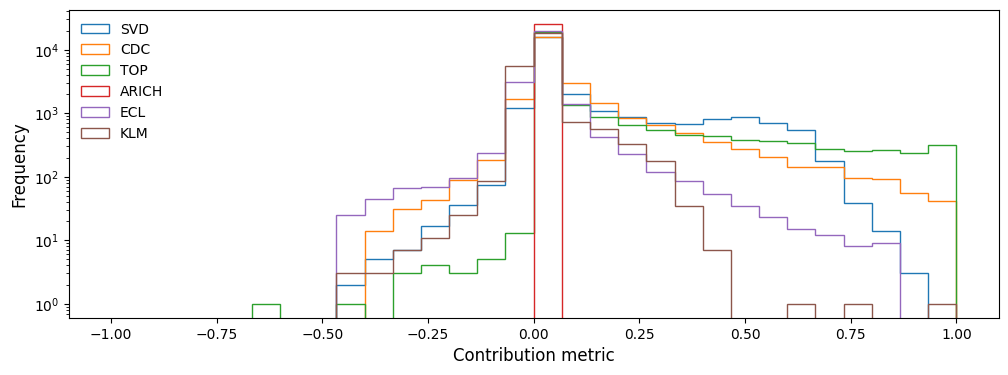 SVD
CDC
TOP
ARICH
ECL
KLM
Frequency
10⁴
10³
10²
10¹
10⁰
−1.00 −0.75 −0.50 −0.25 0.00 0.25 0.50 0.75 1.00
Contribution metric